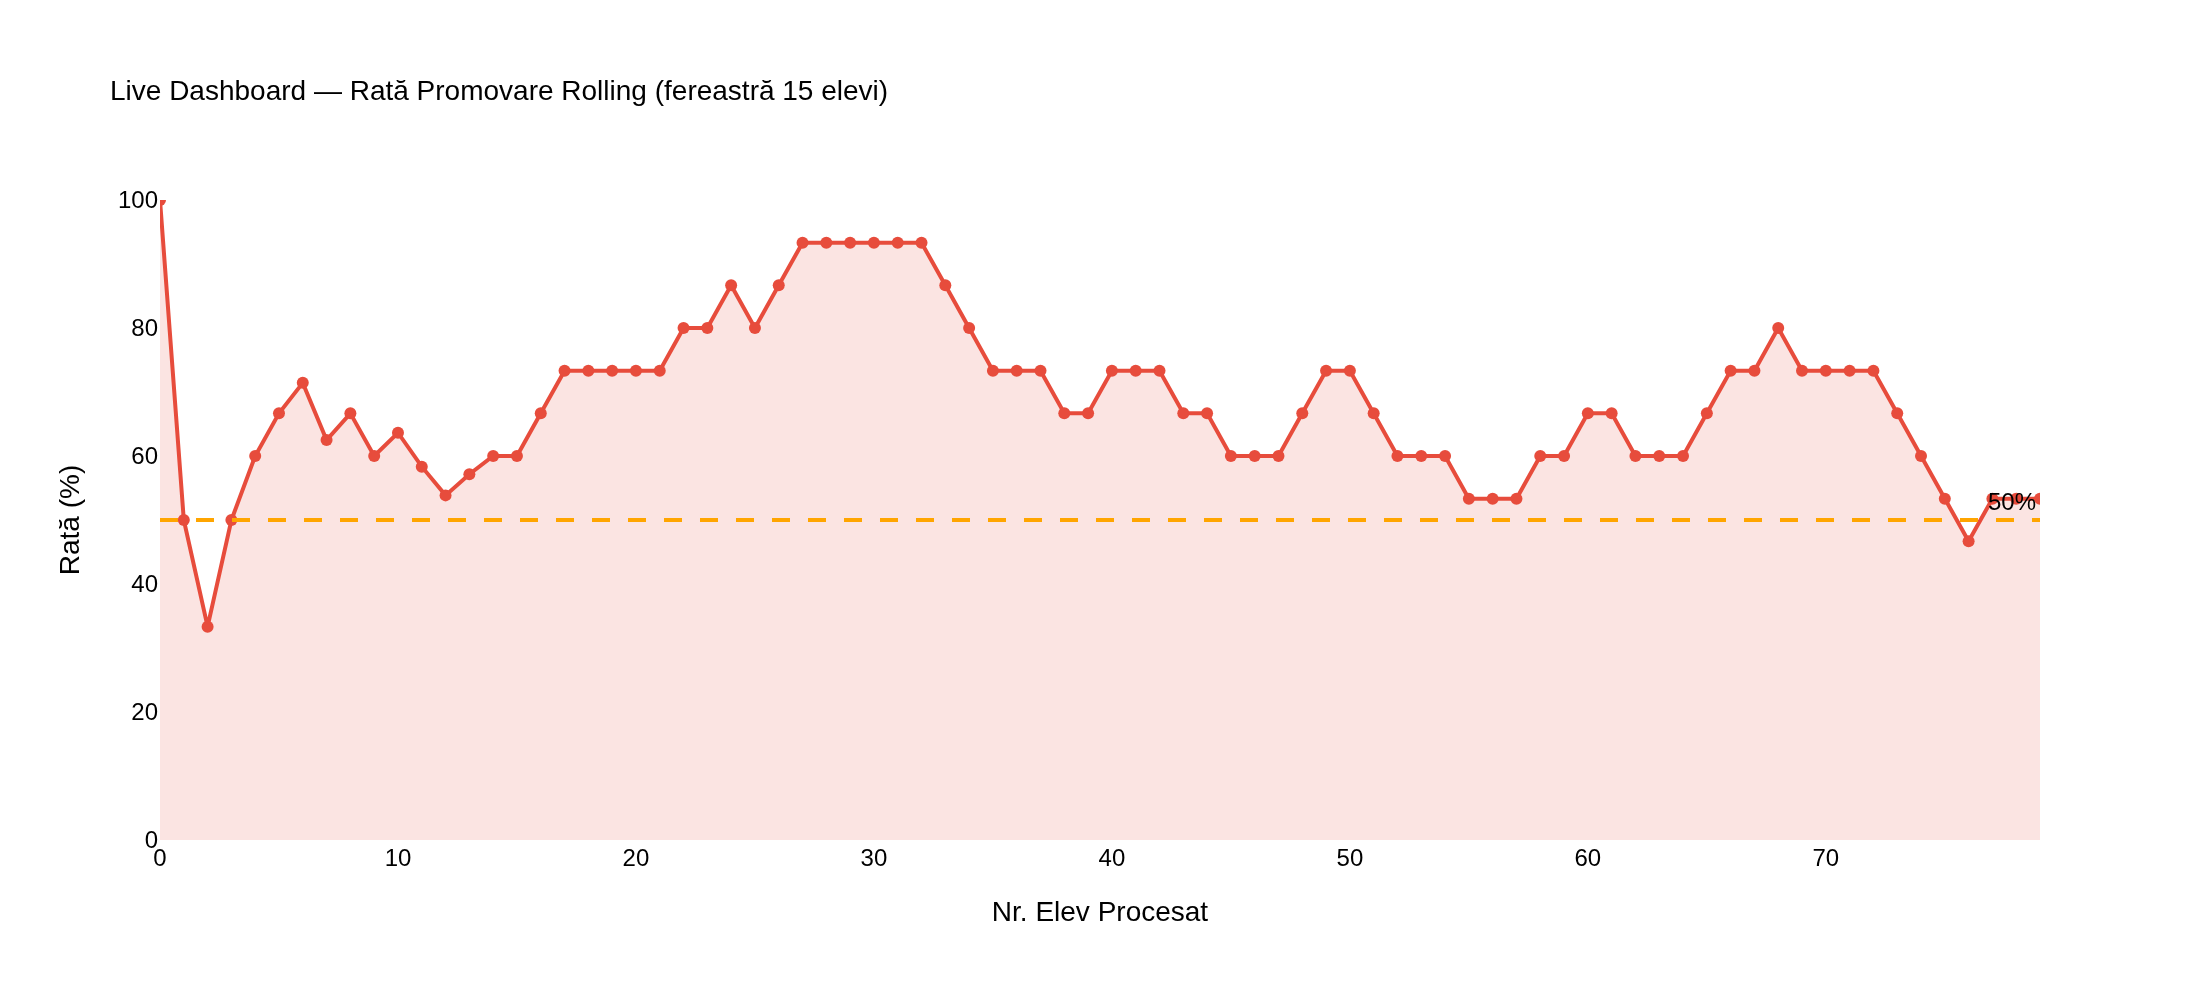 Live Dashboard — Rată Promovare Rolling (fereastră 15 elevi)
100
80
60
40
20
0
Rată (%)
50%
0 10 20 30 40 50 60 70
Nr. Elev Procesat